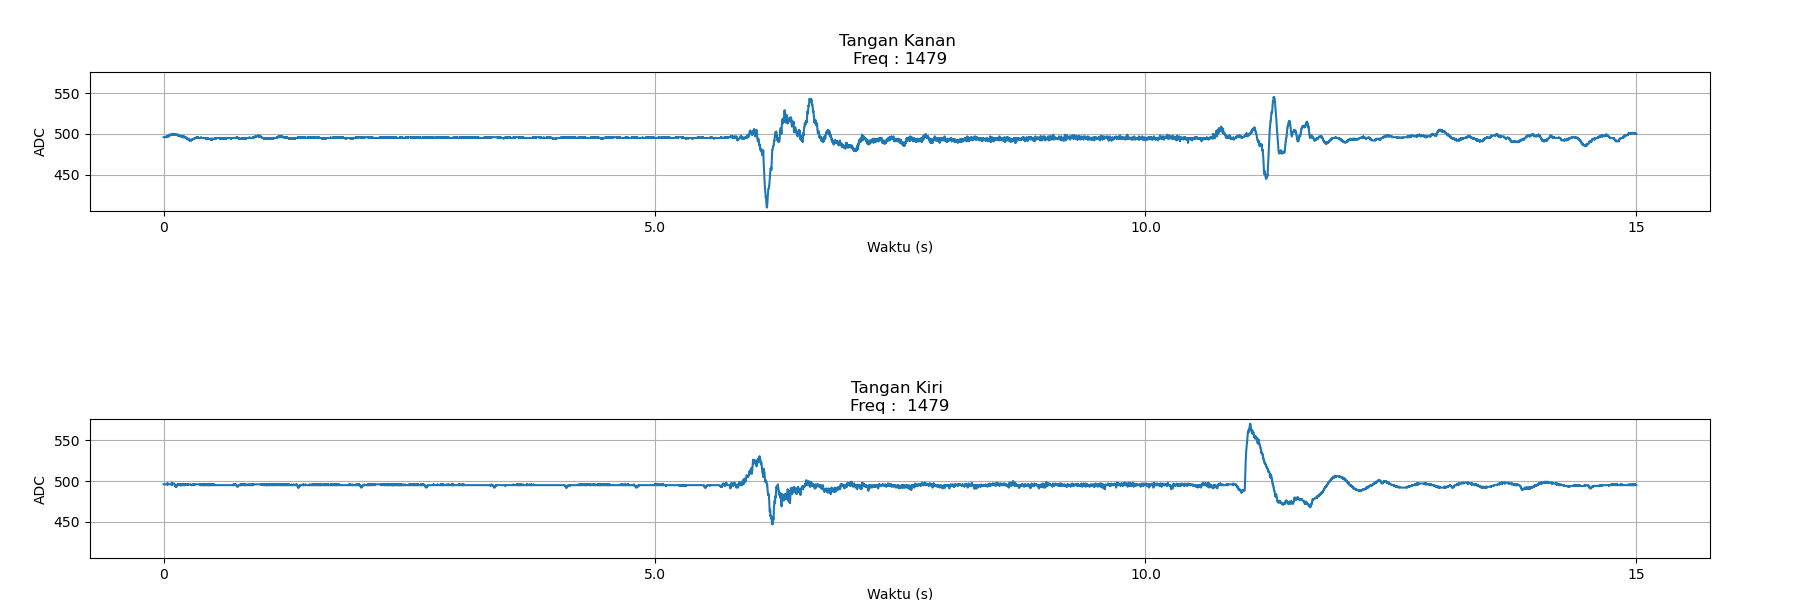 Tangan Kanan
Freq : 1479
550
500
450
ADC
0 5.0 10.0 15
Waktu (s)
Tangan Kiri
Freq :  1479
550
500
450
ADC
0 5.0 10.0 15
Waktu (s)